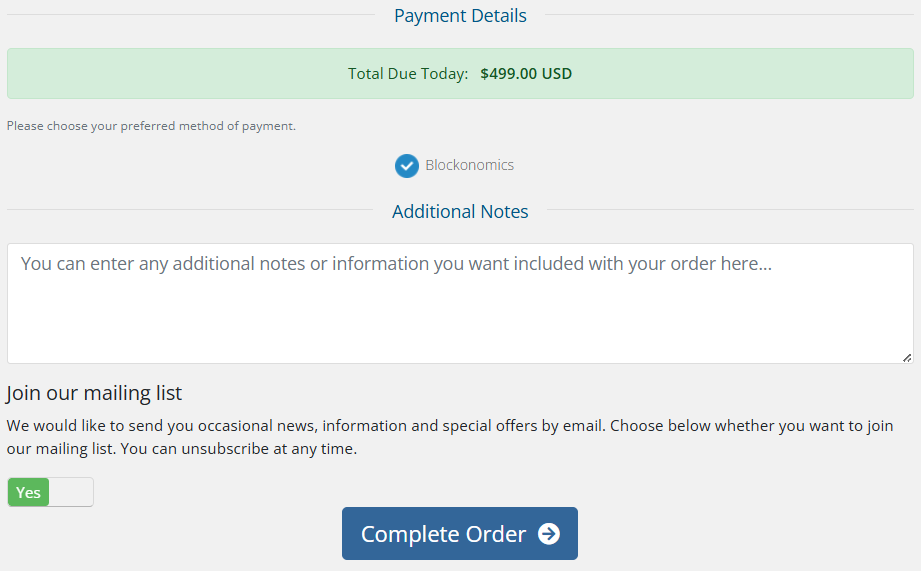 Payment Details
Total Due Today: $499.00 USD
Please choose your preferred method of payment.
Blockonomics
Additional Notes
You can enter any additional notes or information you want included with your order here...
Join our mailing list
We would like to send you occasional news, information and special offers by email. Choose below whether you want to join
our mailing list. You can unsubscribe at any time.
Yes
Complete Order